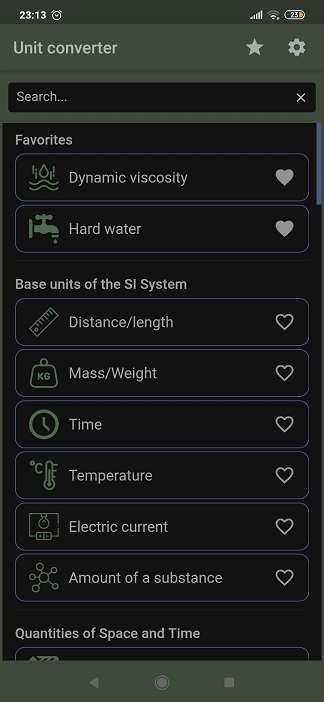 23:13
23
Unit converter
Search...
Favorites
Dynamic viscosity
Hard water
Base units of the SI System
Distance/length
KG
Mass/Weight
Time
°C
Temperature
Electric current
Amount of a substance
Quantities of Space and Time